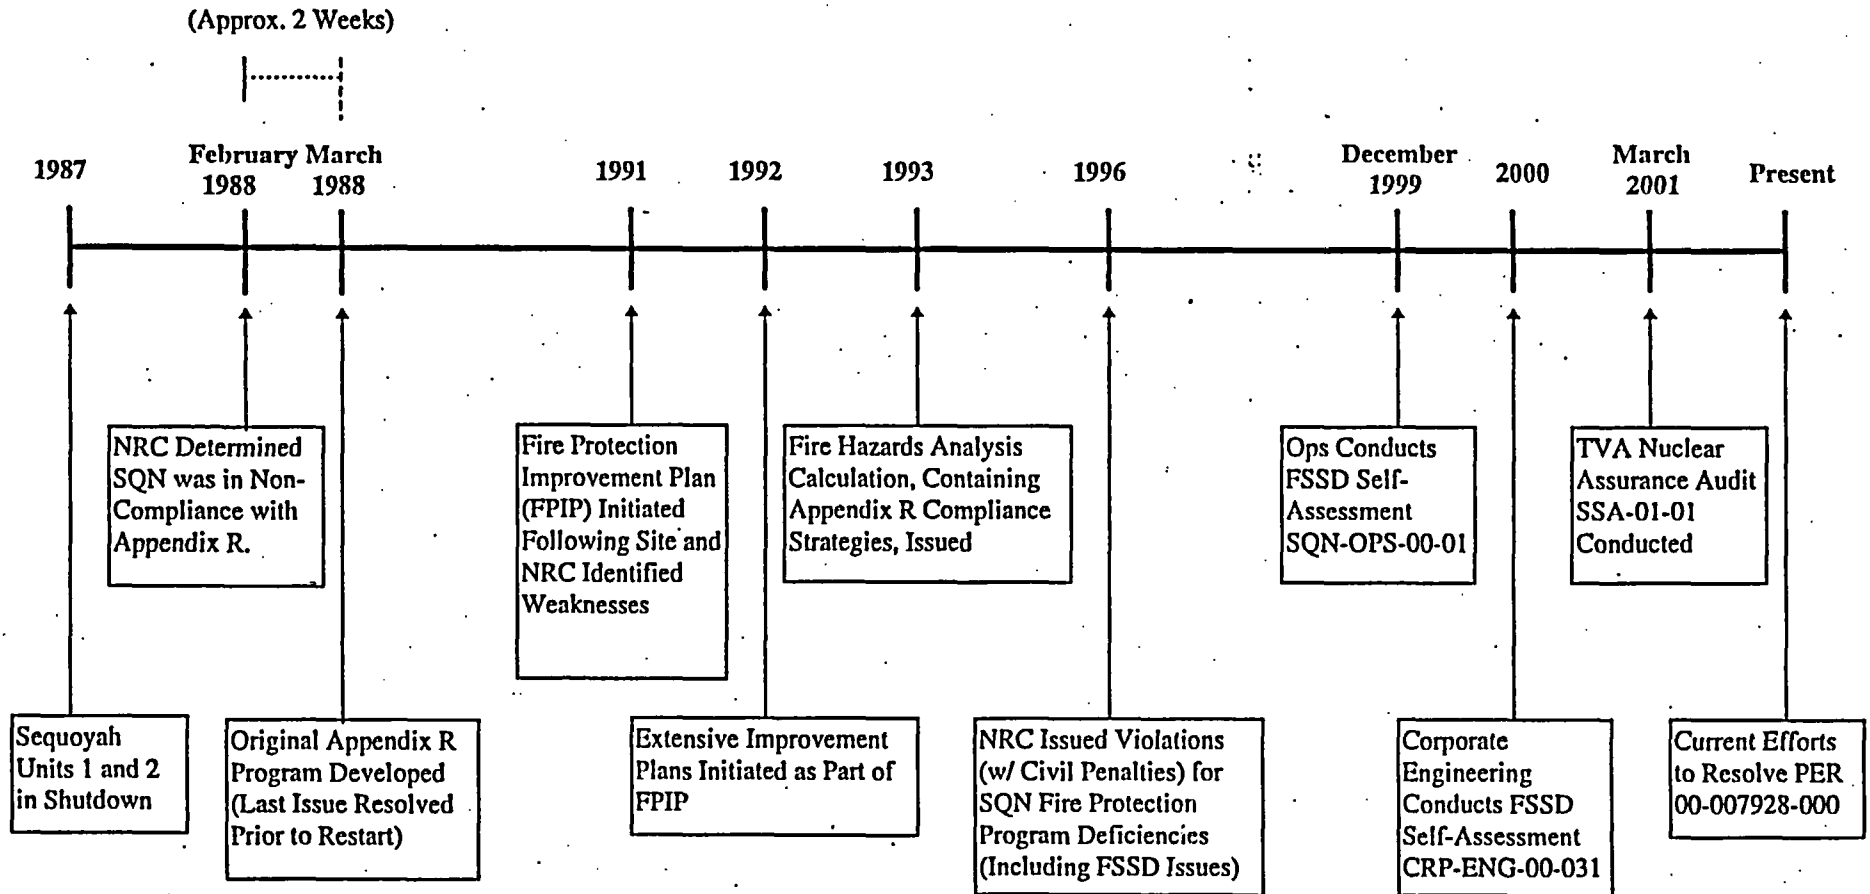 (Approx. 2 Weeks)
1987
February March
1988 1988
1991
1992
1993
1996
December
1999
2000
March
2001
Present
NRC Determined
SQN was in Non-
Compliance with
Appendix R.
Fire Protection
Improvement Plan
(FPIP) Initiated
Following Site and
NRC Identified
Weaknesses
Fire Hazards Analysis
Calculation, Containing
Appendix R Compliance
Strategies, Issued
Ops Conducts
FSSD Self-
Assessment
SQN-OPS-00-01
TVA Nuclear
Assurance Audit
SSA-01-01
Conducted
Sequoyah
Units 1 and 2
in Shutdown
Original Appendix R
Program Developed
(Last Issue Resolved
Prior to Restart)
Extensive Improvement
Plans Initiated as Part of
FPIP
NRC Issued Violations
(w/ Civil Penalties) for
SQN Fire Protection
Program Deficiencies
(Including FSSD Issues)
Corporate
Engineering
Conducts FSSD
Self-Assessment
CRP-ENG-00-031
Current Efforts
to Resolve PER
00-007928-000